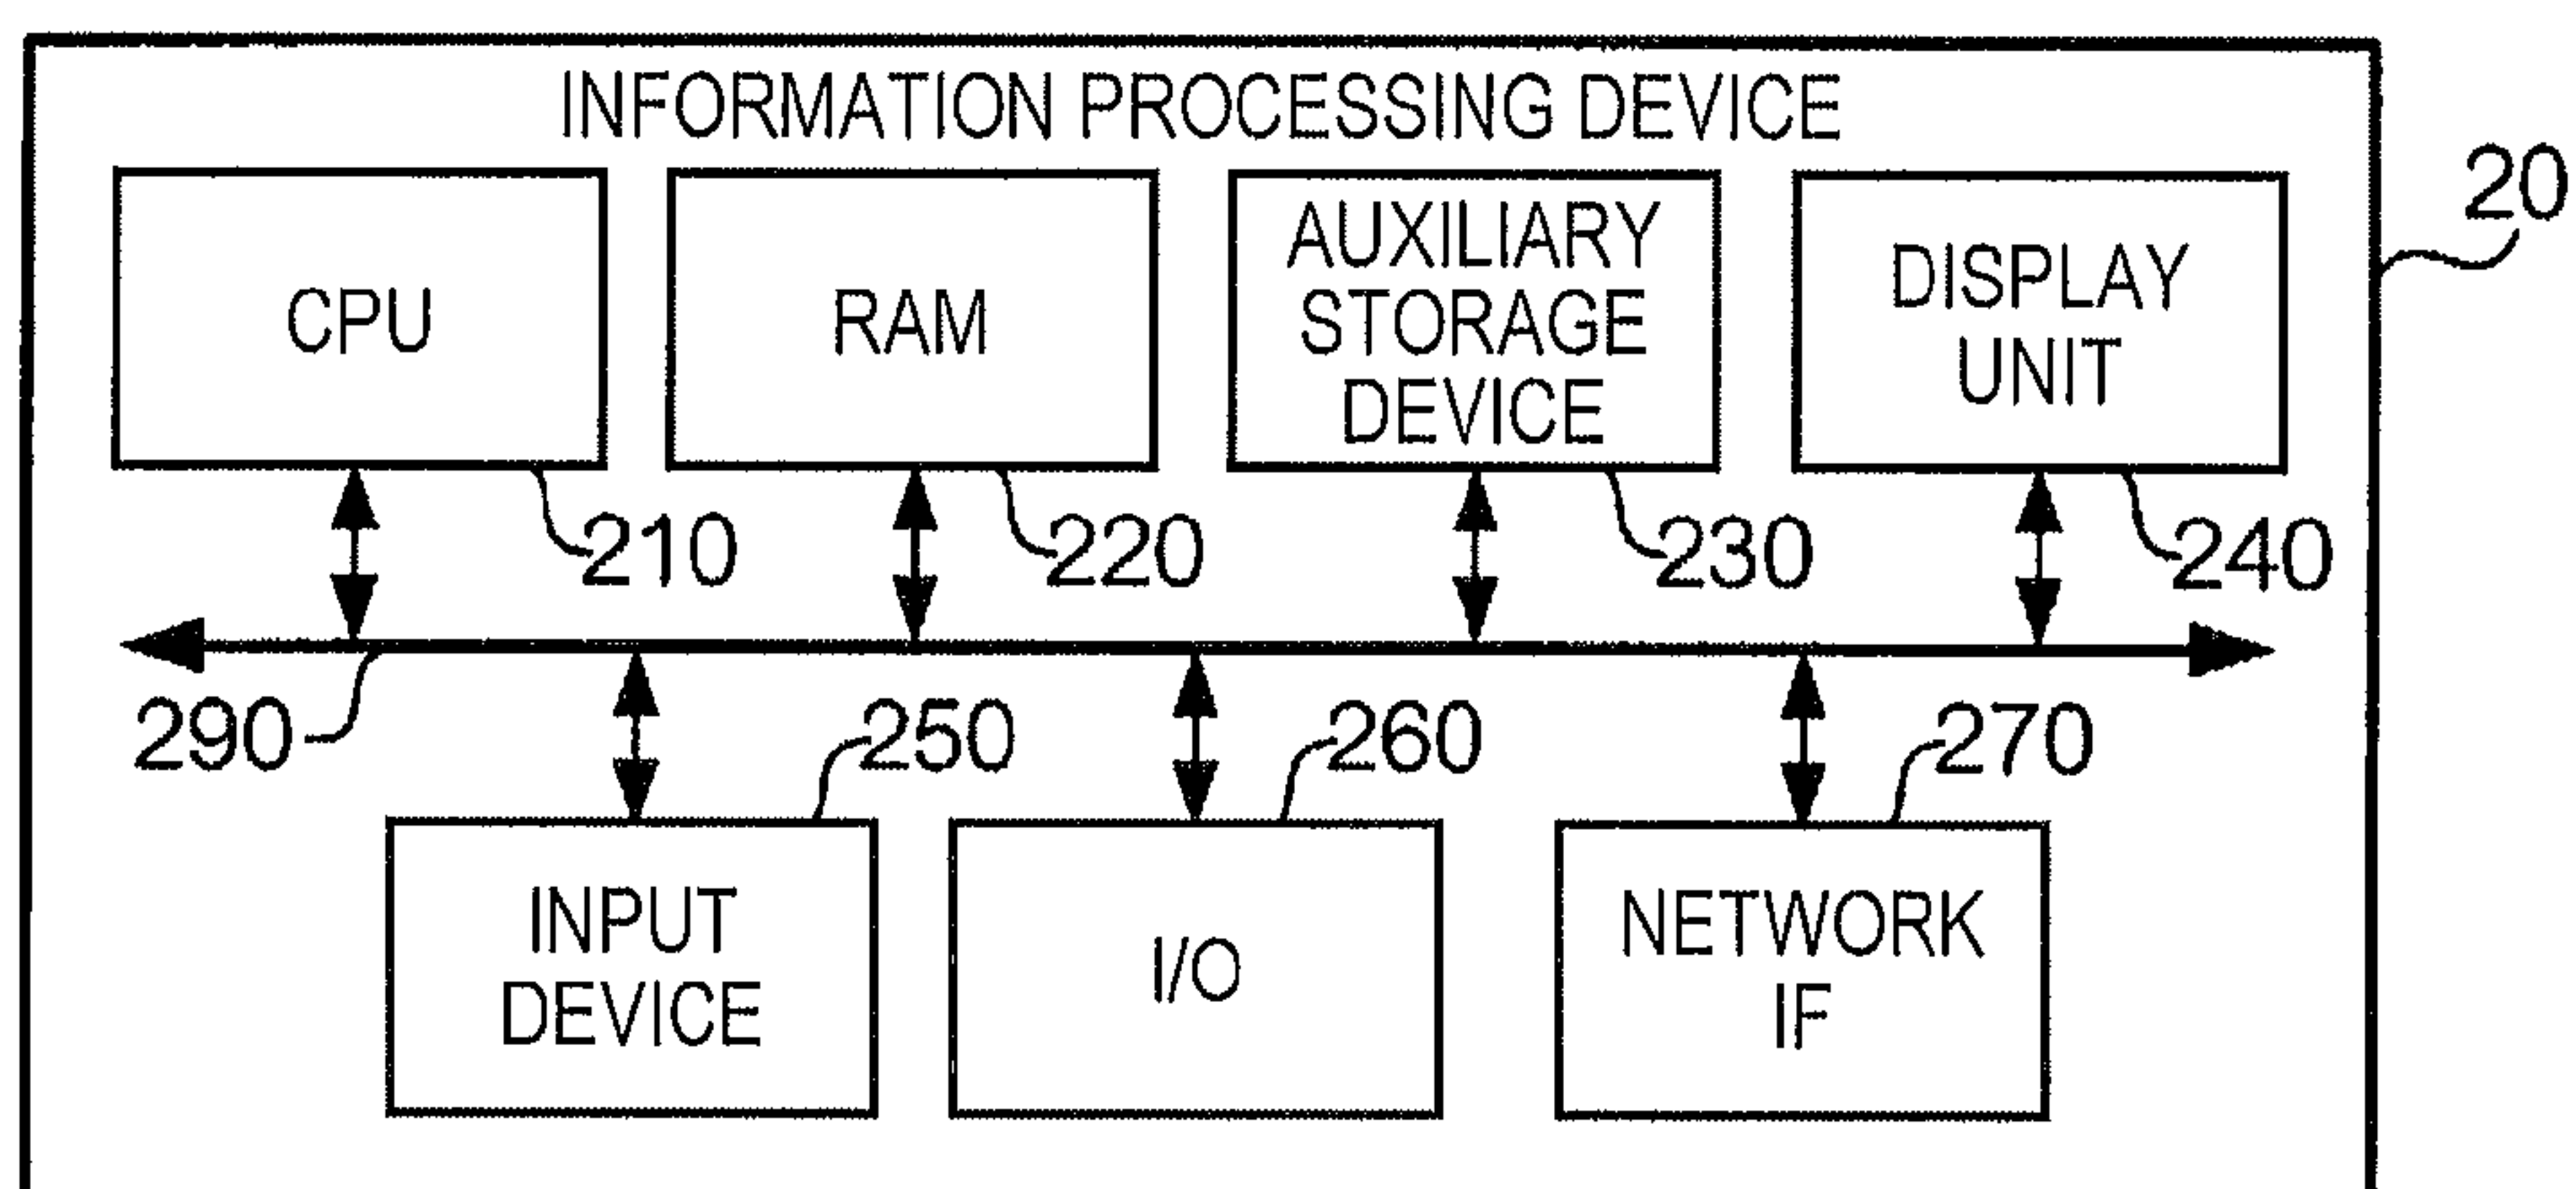 INFORMATION PROCESSING DEVICE
20
CPU
RAM
AUXILIARY
STORAGE
DEVICE
DISPLAY
UNIT
210
220
230
240
290
250
260
270
INPUT
DEVICE
I/O
NETWORK
IF